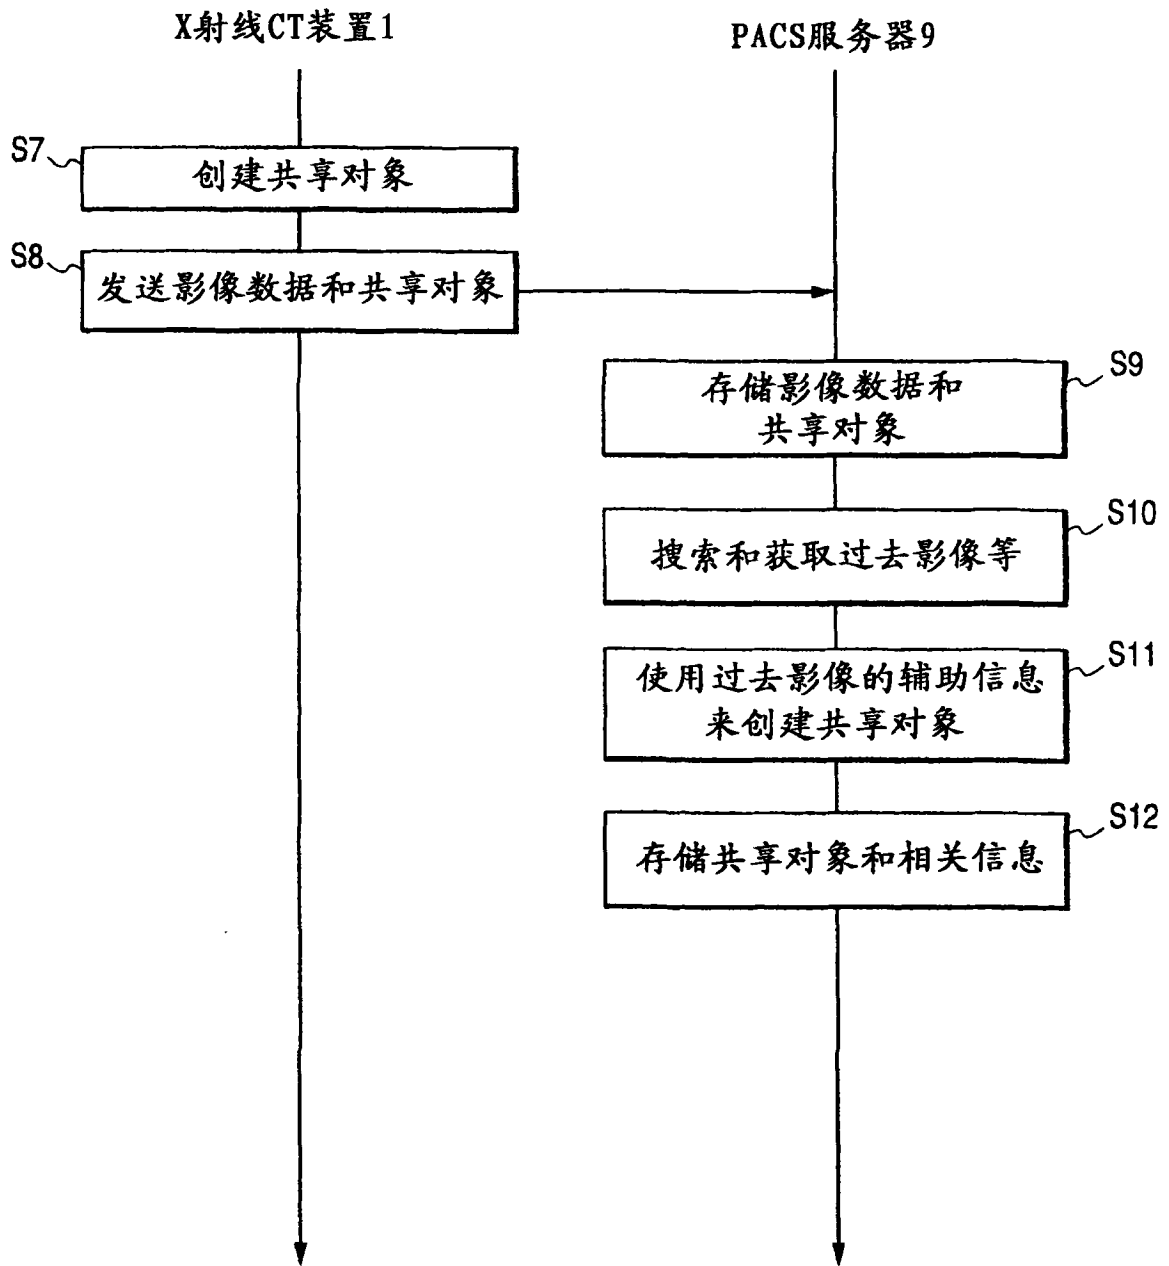 X射线CT装置1
PACS服务器9
S7
创建共享对象
S8
发送影像数据和共享对象
S9
存储影像数据和
共享对象
S10
搜索和获取过去影像等
S11
使用过去影像的辅助信息
来创建共享对象
S12
存储共享对象和相关信息